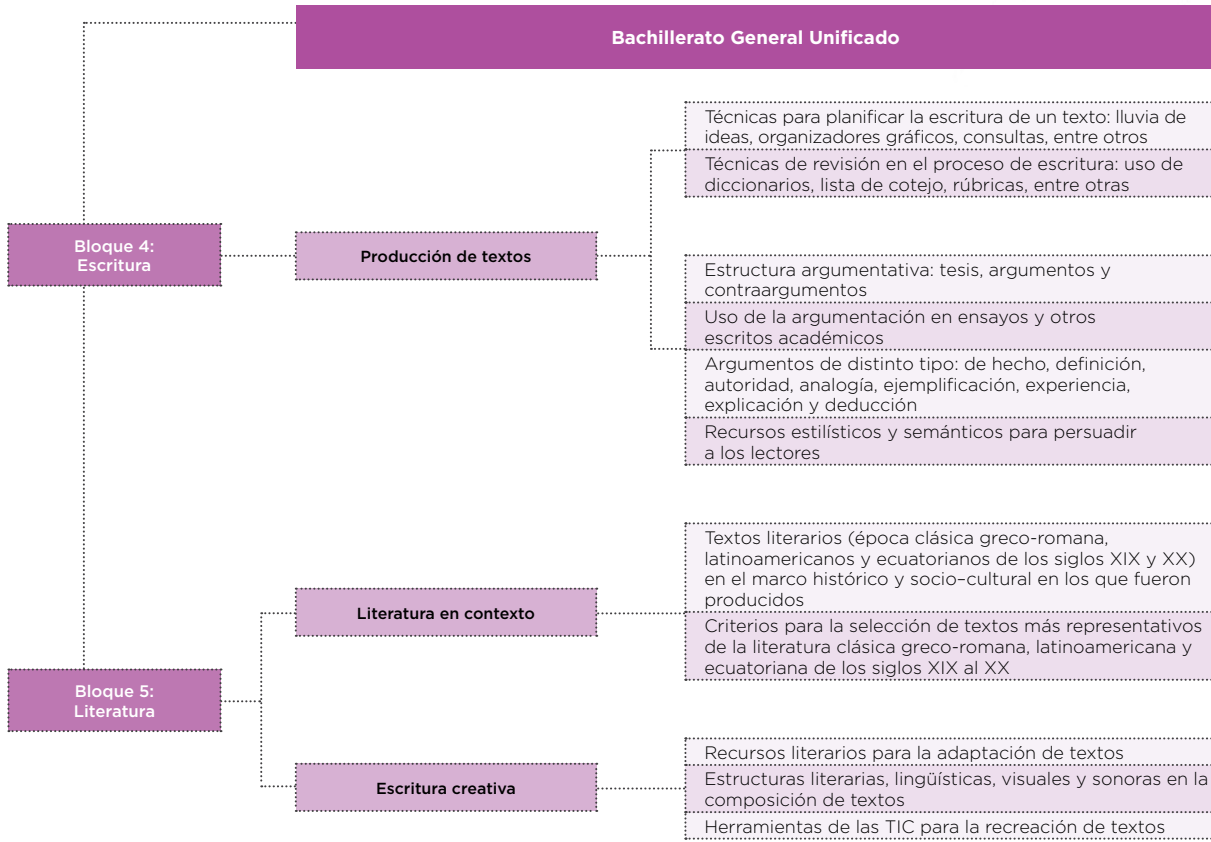 Bachillerato General Unificado
Técnicas para planificar la escritura de un texto: lluvia de
ideas, organizadores gráficos, consultas, entre otros
Técnicas de revisión en el proceso de escritura: uso de
diccionarios, lista de cotejo, rúbricas, entre otras
Bloque 4:
Escritura
Producción de textos
Estructura argumentativa: tesis, argumentos y
contraargumentos
Uso de la argumentación en ensayos y otros
escritos académicos
Argumentos de distinto tipo: de hecho, definición,
autoridad, analogía, ejemplificación, experiencia,
explicación y deducción
Recursos estilísticos y semánticos para persuadir
a los lectores
Textos literarios (época clásica greco-romana,
latinoamericanos y ecuatorianos de los siglos XIX y XX)
en el marco histórico y socio–cultural en los que fueron
producidos
Literatura en contexto
Criterios para la selección de textos más representativos
de la literatura clásica greco-romana, latinoamericana y
ecuatoriana de los siglos XIX al XX
Bloque 5:
Literatura
Recursos literarios para la adaptación de textos
Escritura creativa
Estructuras literarias, lingüísticas, visuales y sonoras en la
composición de textos
Herramientas de las TIC para la recreación de textos